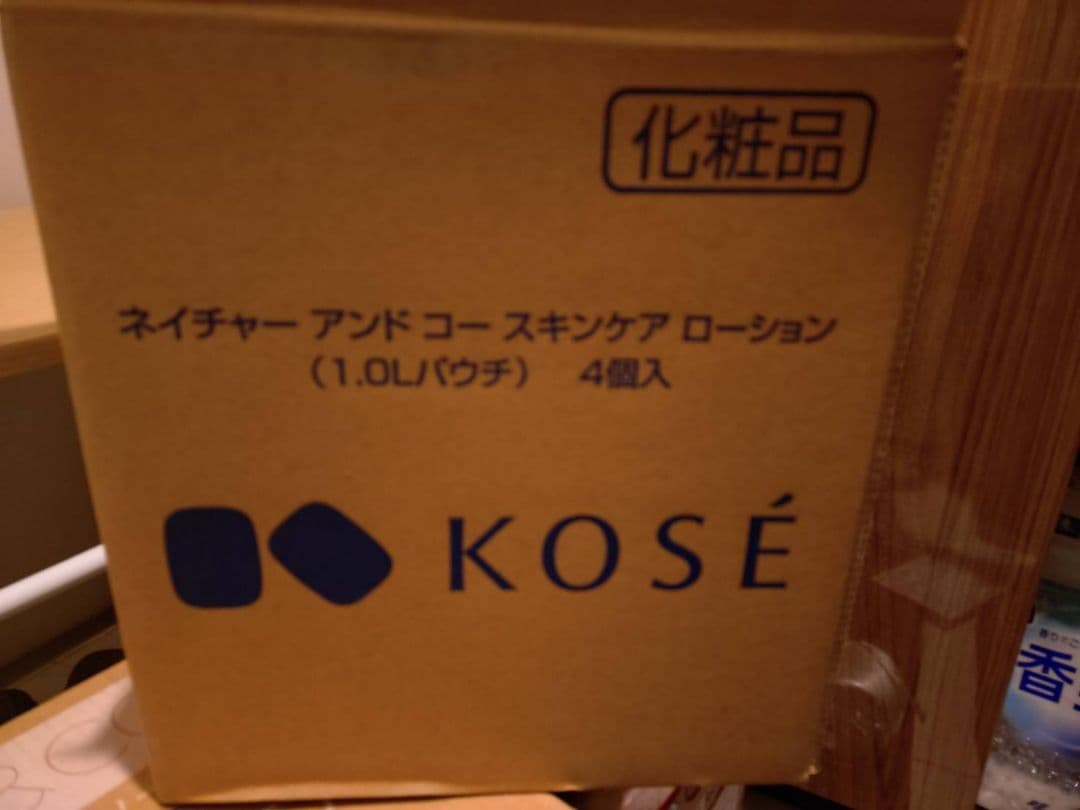 化粧品
ネイチャー アンド コー スキンケア ローション
(1.0Lパウチ) 4個入
KOSÉ
香